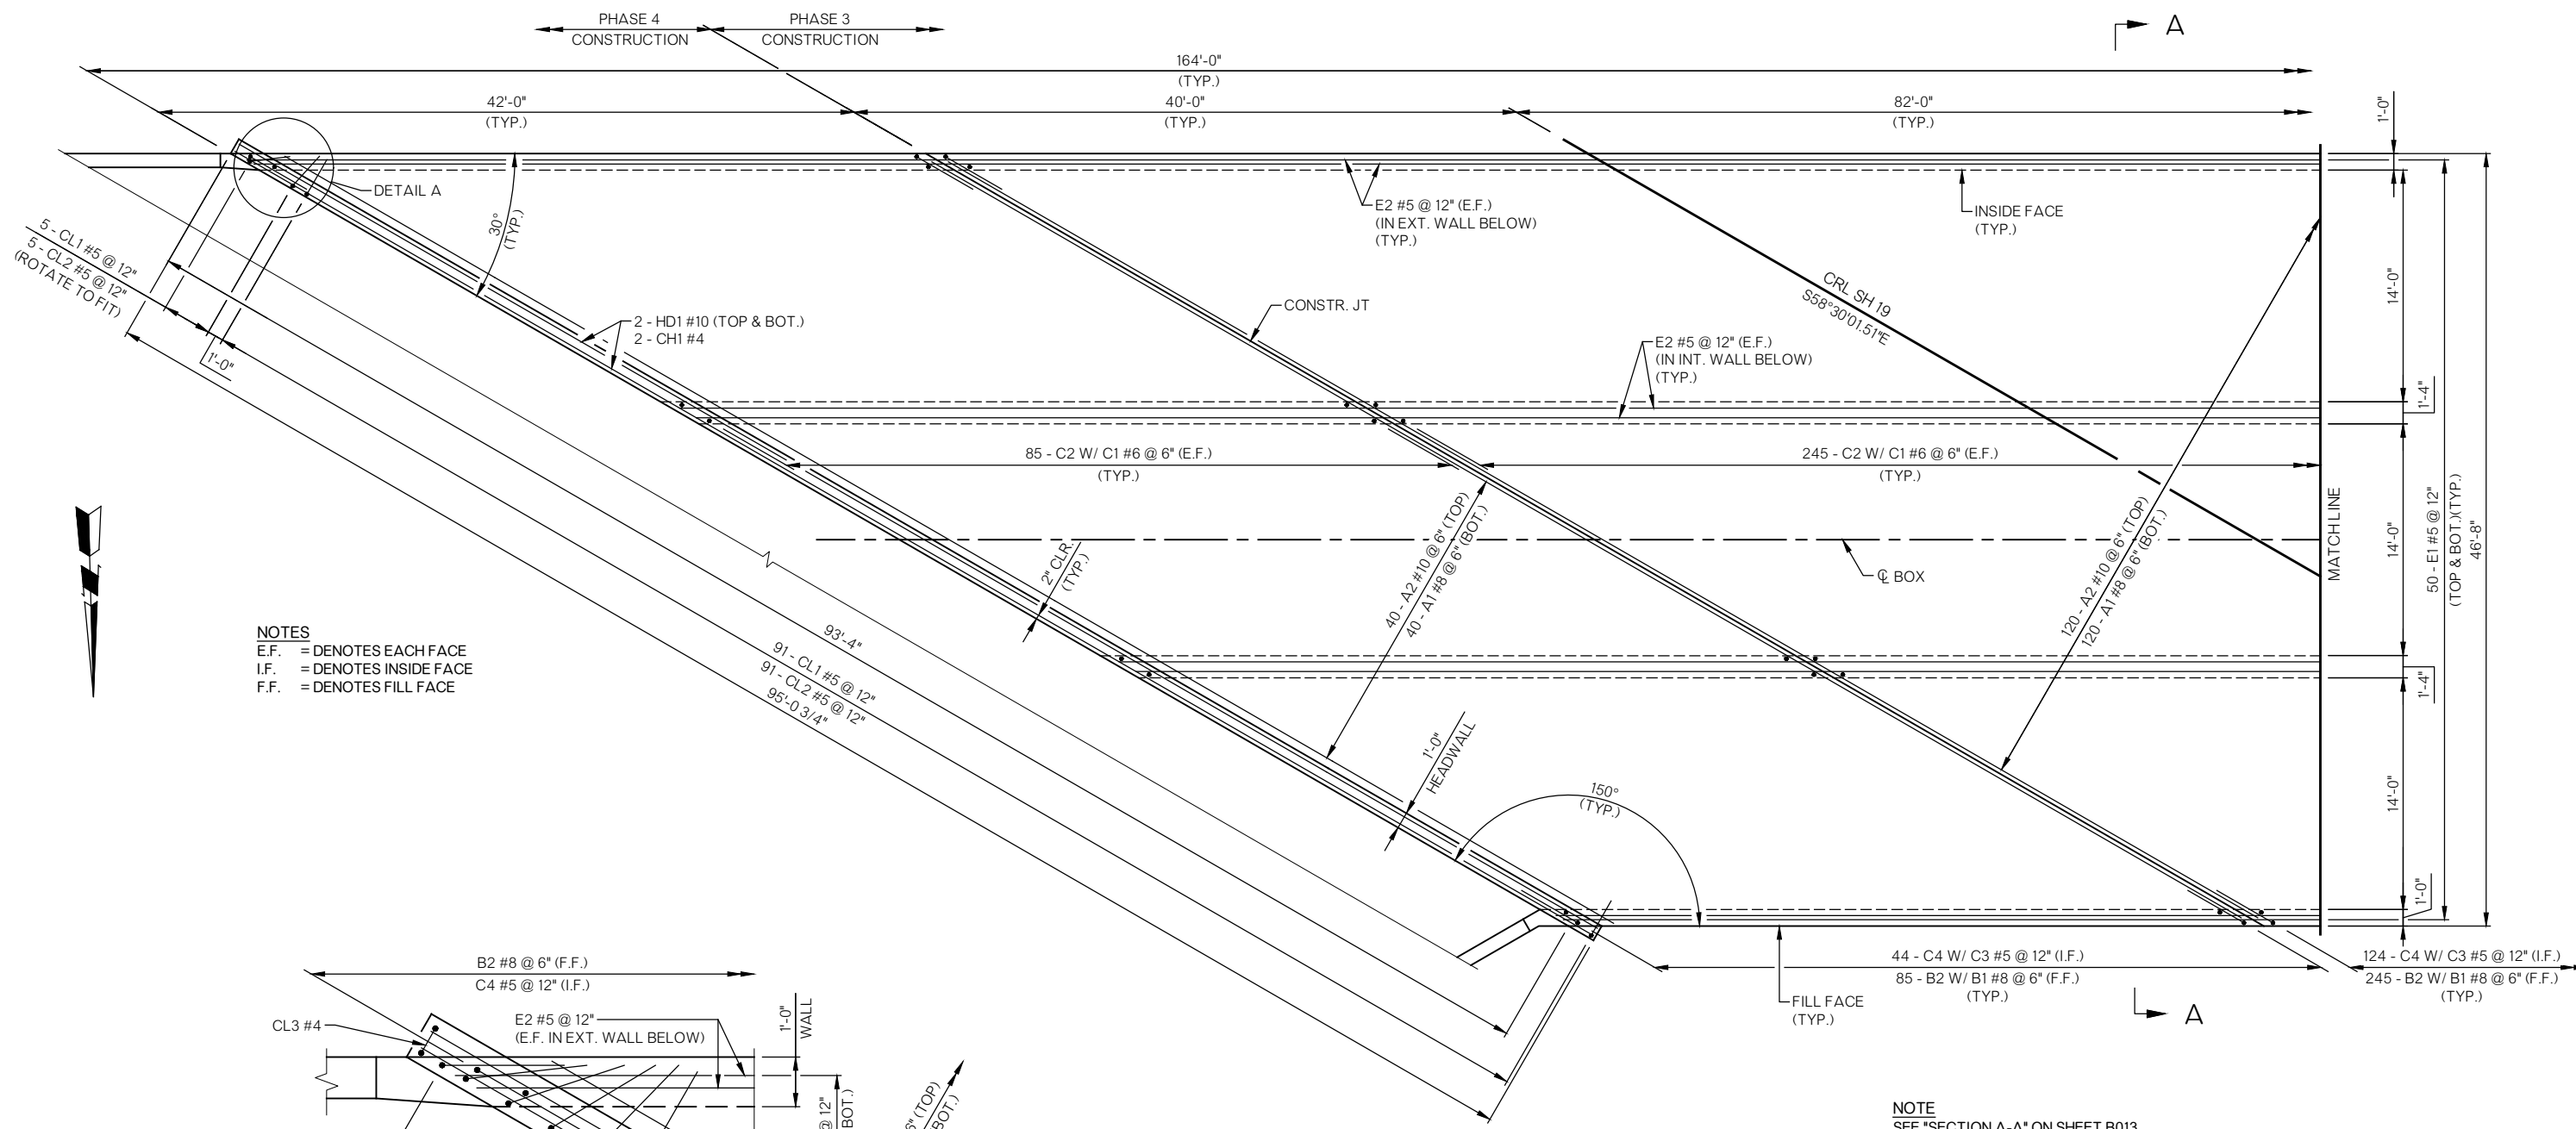 PHASE 4
CONSTRUCTION
PHASE 3
CONSTRUCTION
A
164'-0"
(TYP.)
42'-0"
(TYP.)
40'-0"
(TYP.)
82'-0"
(TYP.)
1'-0"
DETAIL A
30°
(TYP.)
E2 #5 @ 12" (E.F.)
(IN EXT. WALL BELOW)
(TYP.)
INSIDE FACE
(TYP.)
5 - CL1 #5 @ 12"
5 - CL2 #5 @ 12"
(ROTATE TO FIT)
1'-0"
2 - HD1 #10 (TOP & BOT.)
2 - CH1 #4
CONSTR. JT
CRL SH 19
S58°30'01.51"E
14'-0"
E2 #5 @ 12" (E.F.)
(IN INT. WALL BELOW)
(TYP.)
1'-4"
85 - C2 W/ C1 #6 @ 6" (E.F.)
(TYP.)
245 - C2 W/ C1 #6 @ 6" (E.F.)
(TYP.)
40 - A2 #10 @ 6" (TOP)
40 - A1 #8 @ 6" (BOT.)
120 - A2 #10 @ 6" (TOP)
120 - A1 #8 @ 6" (BOT.)
MATCH LINE
14'-0"
50 - E1 #5 @ 12"
(TOP & BOT.)(TYP.)
46'-8"
2" CLR.
(TYP.)
℄ BOX
NOTES
E.F. = DENOTES EACH FACE
I.F. = DENOTES INSIDE FACE
F.F. = DENOTES FILL FACE
93'-4"
91 - CL1 #5 @ 12"
91 - CL2 #5 @ 12"
95'-0 3/4"
1'-4"
1'-0"
HEADWALL
150°
(TYP.)
14'-0"
1'-0"
44 - C4 W/ C3 #5 @ 12" (I.F.)
85 - B2 W/ B1 #8 @ 6" (F.F.)
(TYP.)
124 - C4 W/ C3 #5 @ 12" (I.F.)
245 - B2 W/ B1 #8 @ 6" (F.F.)
(TYP.)
FILL FACE
(TYP.)
A
B2 #8 @ 6" (F.F.)
C4 #5 @ 12" (I.F.)
CL3 #4
E2 #5 @ 12"
(E.F. IN EXT. WALL BELOW)
1'-0"
WALL
@ 12"
BOT.)
6" (TOP)
(BOT.)
NOTE
SEE "SECTION A-A" ON SHEET B013